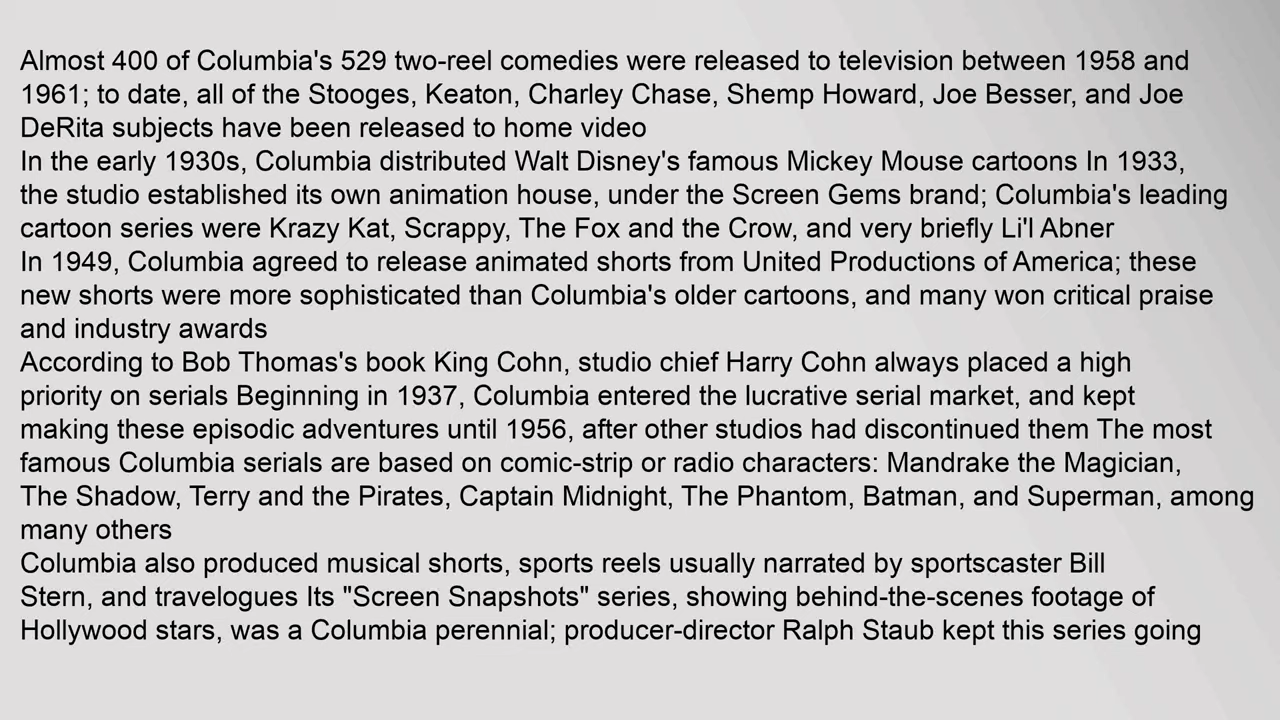 Almost 400 of Columbia's 529 two-reel comedies were released to television between 1958 and
1961; to date, all of the Stooges, Keaton, Charley Chase, Shemp Howard, Joe Besser, and Joe
DeRita subjects have been released to home video
In the early 1930s, Columbia distributed Walt Disney's famous Mickey Mouse cartoons In 1933,
the studio established its own animation house, under the Screen Gems brand; Columbia's leading
cartoon series were Krazy Kat, Scrappy, The Fox and the Crow, and very briefly Li'l Abner
In 1949, Columbia agreed to release animated shorts from United Productions of America; these
new shorts were more sophisticated than Columbia's older cartoons, and many won critical praise
and industry awards
According to Bob Thomas's book King Cohn, studio chief Harry Cohn always placed a high
priority on serials Beginning in 1937, Columbia entered the lucrative serial market, and kept
making these episodic adventures until 1956, after other studios had discontinued them The most
famous Columbia serials are based on comic-strip or radio characters: Mandrake the Magician,
The Shadow, Terry and the Pirates, Captain Midnight, The Phantom, Batman, and Superman, among
many others
Columbia also produced musical shorts, sports reels usually narrated by sportscaster Bill
Stern, and travelogues Its "Screen Snapshots" series, showing behind-the-scenes footage of
Hollywood stars, was a Columbia perennial; producer-director Ralph Staub kept this series going